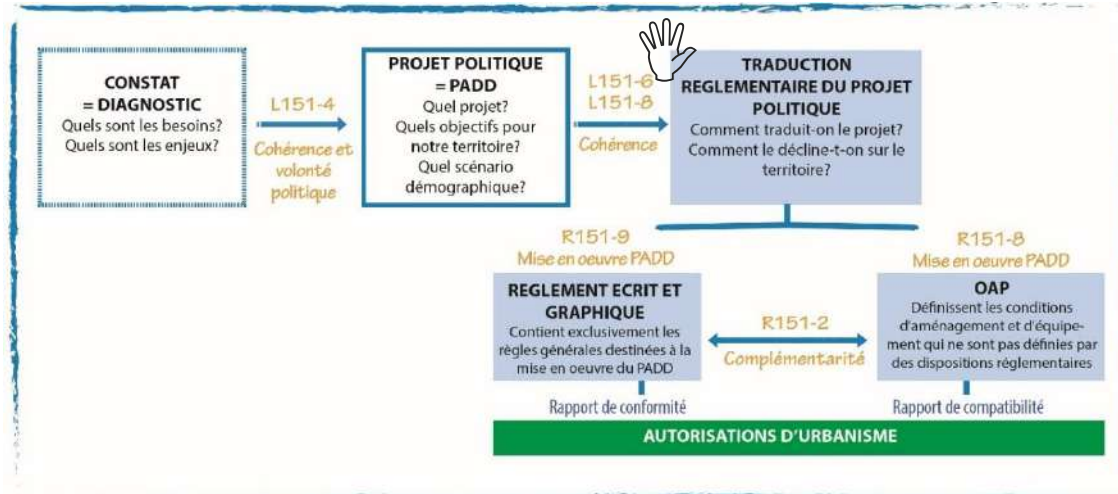 CONSTAT
= DIAGNOSTIC
Quels sont les besoins?
Quels sont les enjeux?
L151-4
Cohérence et
volonté
politique
PROJET POLITIQUE
= PADD
Quel projet?
Quels objectifs pour
notre territoire?
Quel scénario
démographique?
L151-6
L151-8
Cohérence
TRADUCTION
REGLEMENTAIRE DU PROJET
POLITIQUE
Comment traduit-on le projet?
Comment le décline-t-on sur le
territoire?
R151-9
Mise en oeuvre PADD
R151-8
Mise en oeuvre PADD
REGLEMENT ECRIT ET
GRAPHIQUE
Contient exclusivement les
règles générales destinées à la
mise en oeuvre du PADD
R151-2
Complémentarité
OAP
Définissent les conditions
d'aménagement et d'équipe-
ment qui ne sont pas définies par
des dispositions réglementaires
Rapport de conformité
Rapport de compatibilité
AUTORISATIONS D'URBANISME